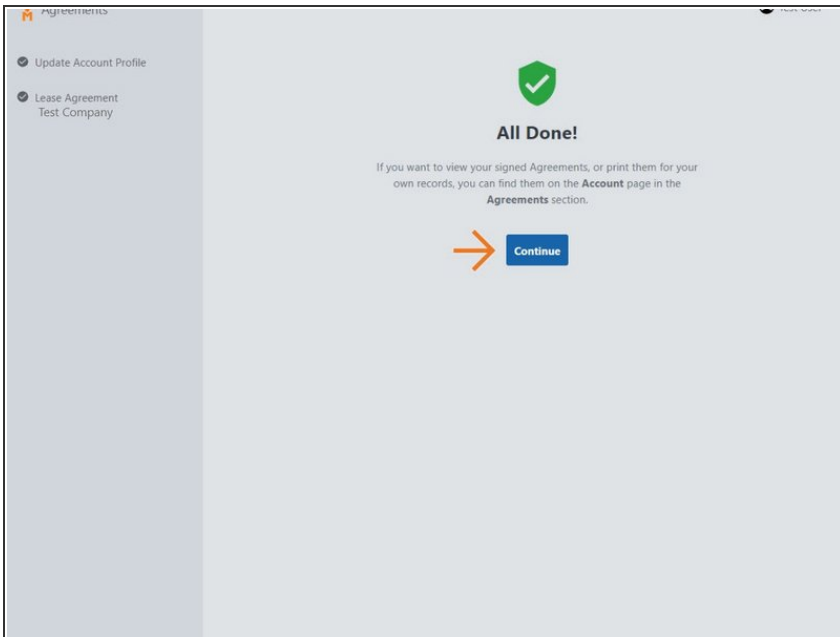 Agreements
Test User
Update Account Profile
Lease Agreement
Test Company
All Done!
If you want to view your signed Agreements, or print them for your
own records, you can find them on the Account page in the
Agreements section.
Continue